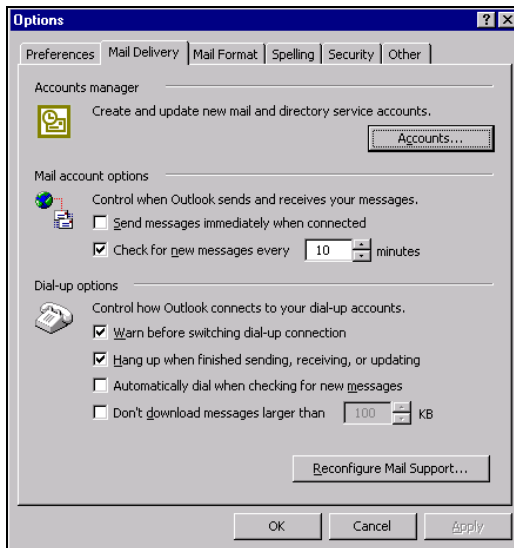 Options
Preferences Mail Delivery Mail Format Spelling Security Other
Accounts manager
Create and update new mail and directory service accounts.
Accounts...
Mail account options
Control when Outlook sends and receives your messages.
Send messages immediately when connected
Check for new messages every 10 minutes
Dial-up options
Control how Outlook connects to your dial-up accounts.
Warn before switching dial-up connection
Hang up when finished sending, receiving, or updating
Automatically dial when checking for new messages
Don't download messages larger than 100 KB
Reconfigure Mail Support...
OK Cancel Apply